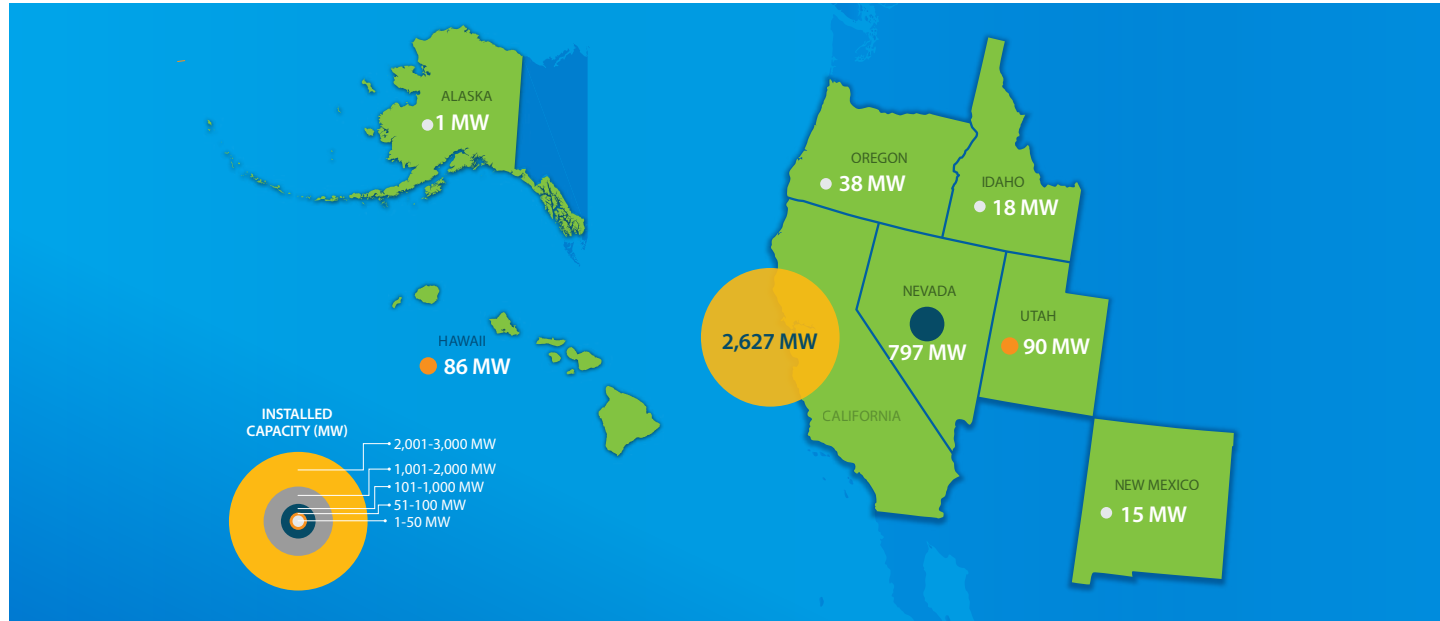 ALASKA
1 MW
OREGON
38 MW
IDAHO
18 MW
NEVADA
797 MW
UTAH
90 MW
2,627 MW
CALIFORNIA
HAWAII
86 MW
NEW MEXICO
15 MW
INSTALLED
CAPACITY (MW)
2,001-3,000 MW
1,001-2,000 MW
101-1,000 MW
51-100 MW
1-50 MW